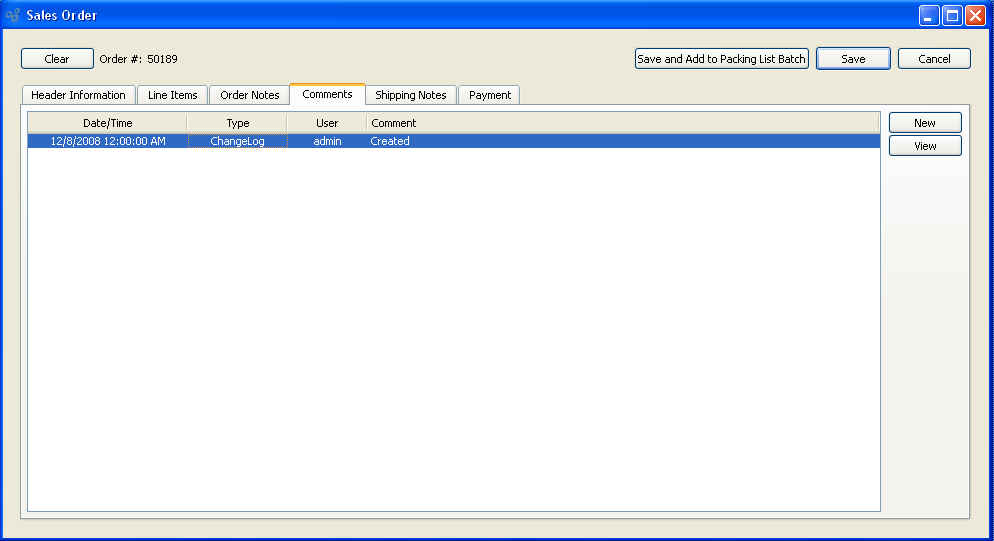 Sales Order
Clear Order #: 50189 Save and Add to Packing List Batch Save Cancel
Header Information Line Items Order Notes Comments Shipping Notes Payment
Date/Time Type User Comment New
12/8/2008 12:00:00 AM ChangeLog admin Created
View